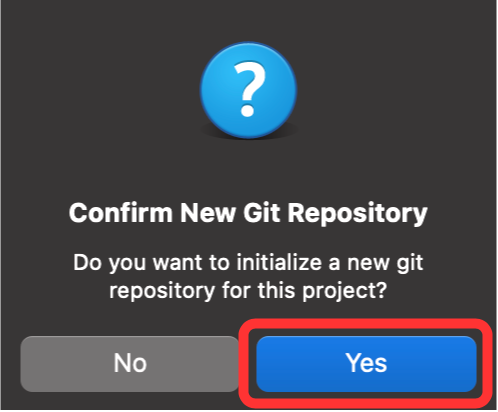 ?
Confirm New Git Repository
Do you want to initialize a new git
repository for this project?
No
Yes